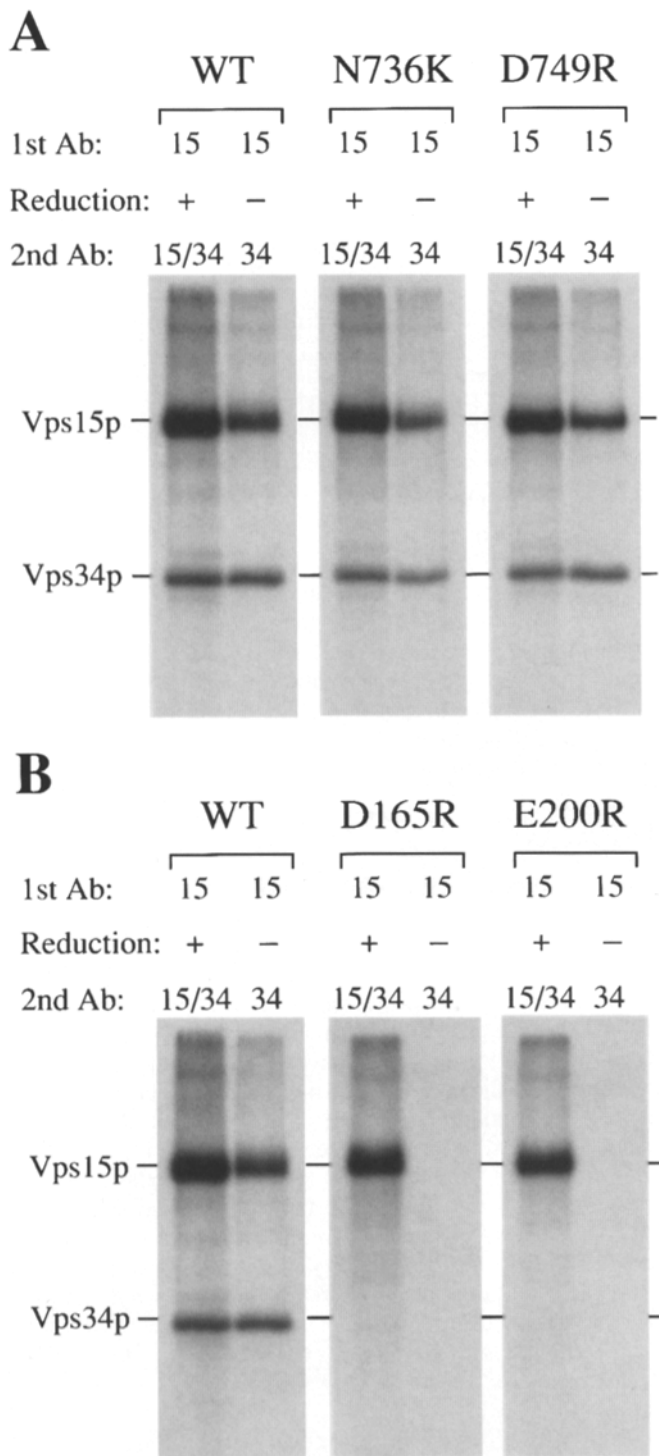 A
WT N736K D749R
1st Ab: 15 15 15 15 15 15
Reduction: + − + − + −
2nd Ab: 15/34 34 15/34 34 15/34 34
Vps15p
Vps34p
B
WT D165R E200R
1st Ab: 15 15 15 15 15 15
Reduction: + − + − + −
2nd Ab: 15/34 34 15/34 34 15/34 34
Vps15p
Vps34p